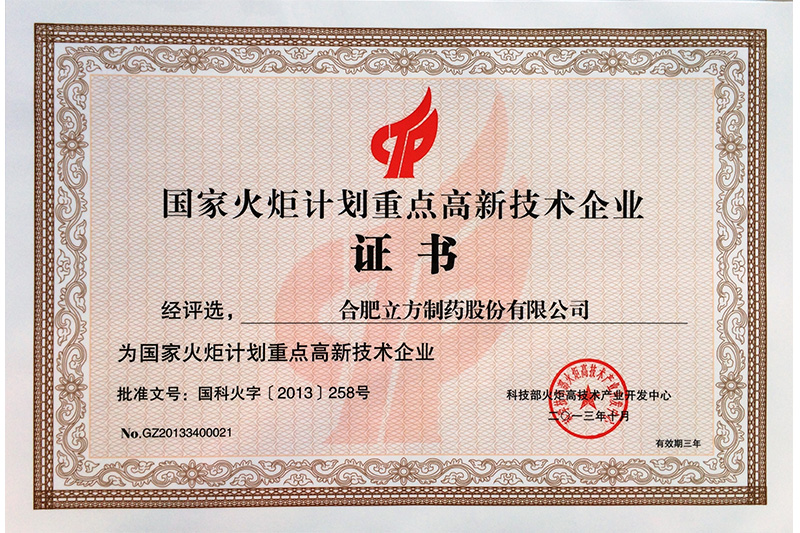 国家火炬计划重点高新技术企业
证书
经评选，合肥立方制药股份有限公司
为国家火炬计划重点高新技术企业
批准文号：国科火字〔2013〕258号
科技部火炬高技术产业开发中心
二〇一三年十月
No.GZ20133400021
有效期三年